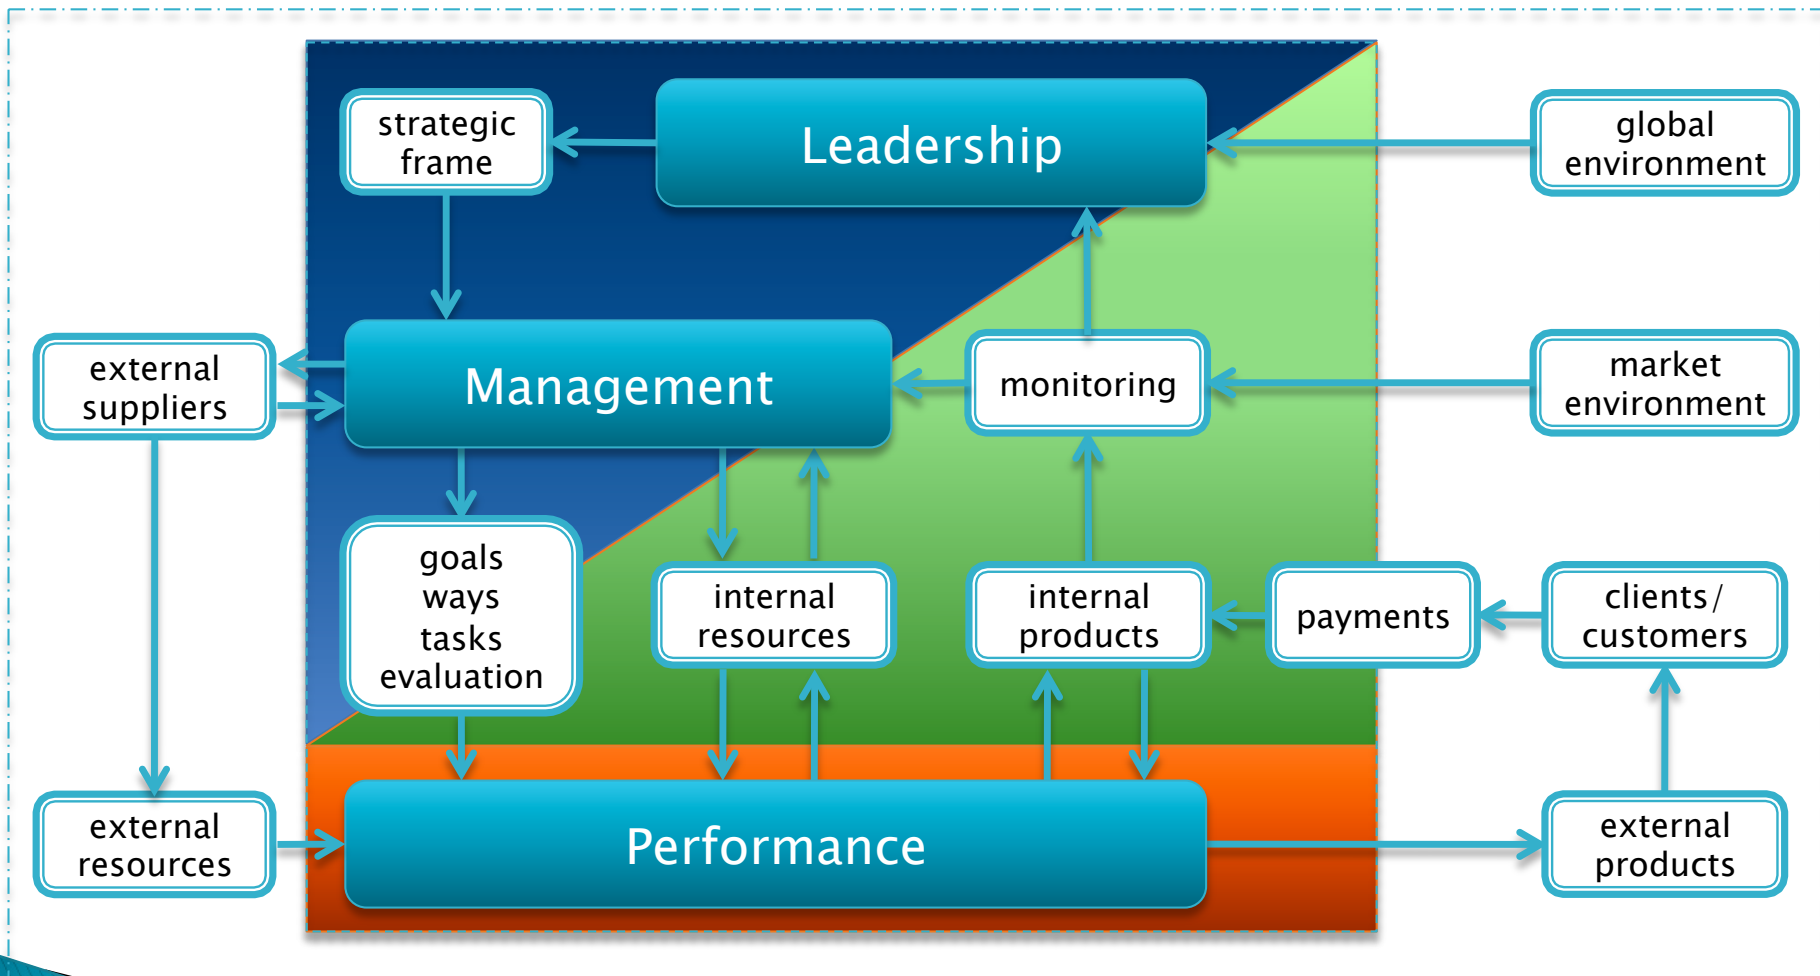 strategic
frame
Leadership
global
environment
external
suppliers
Management
monitoring
market
environment
goals
ways
tasks
evaluation
internal
resources
internal
products
payments
clients/
customers
external
resources
Performance
external
products